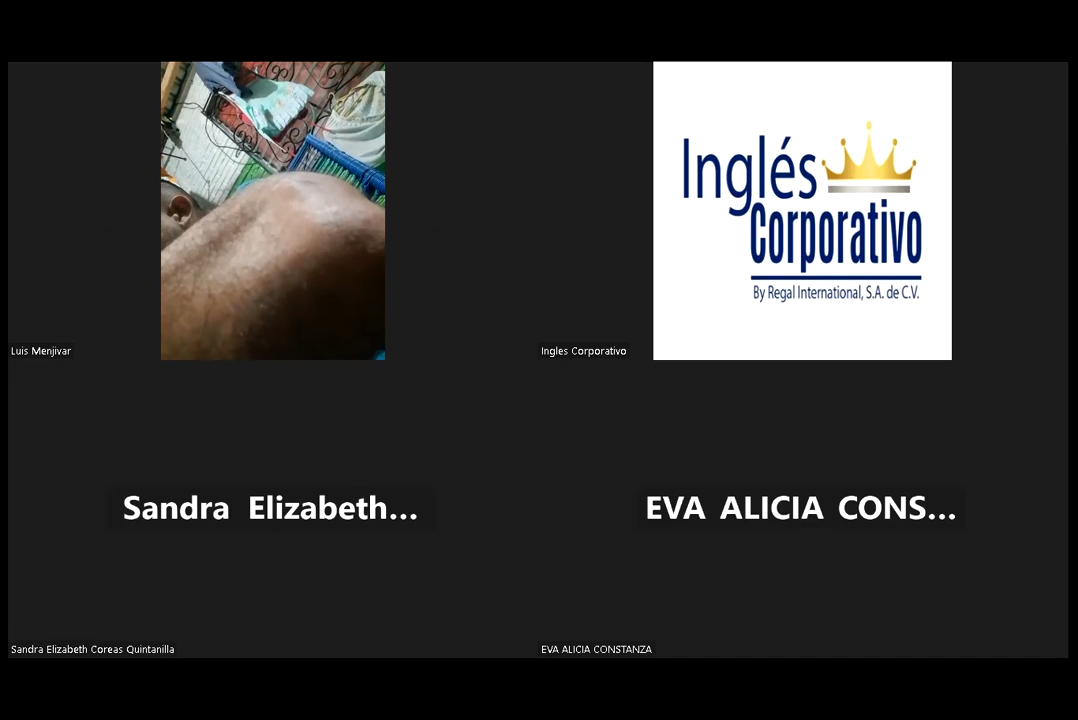 Inglés
Corporativo
By Regal International, S.A. de C.V.
Luis Menjivar
Ingles Corporativo
Sandra Elizabeth...
EVA ALICIA CONS...
Sandra Elizabeth Coreas Quintanilla
EVA ALICIA CONSTANZA